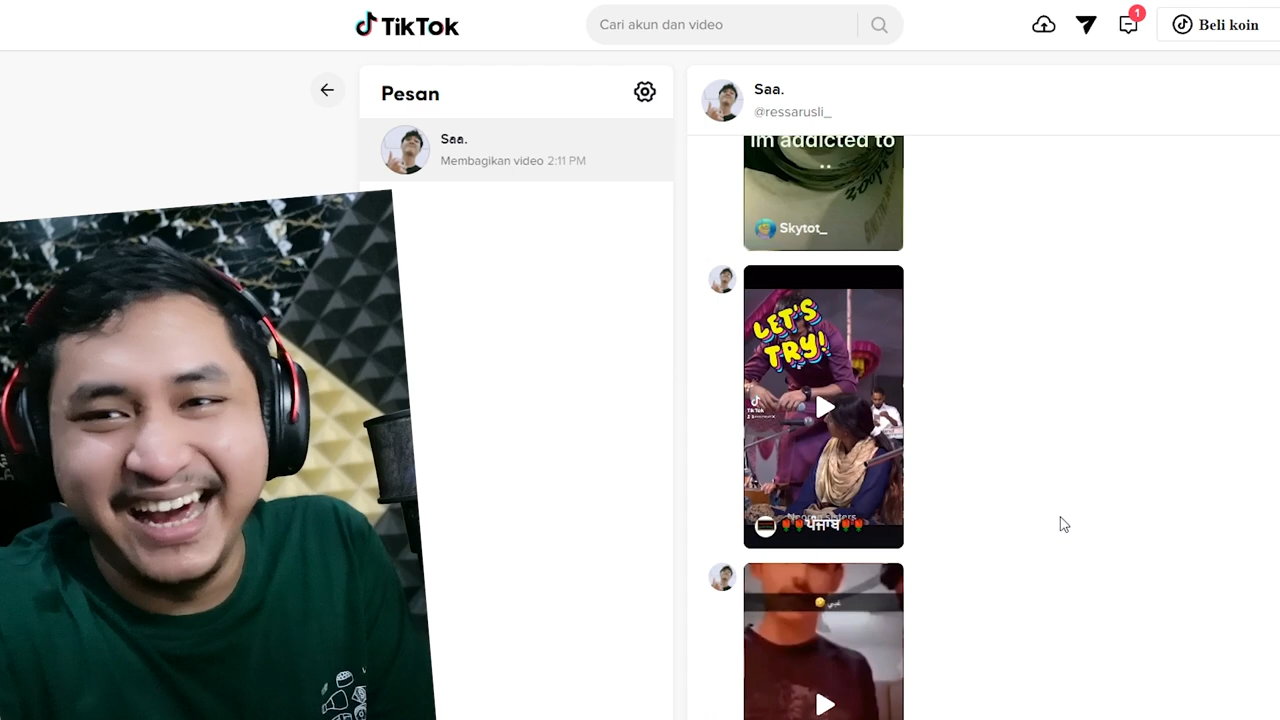 TikTok
Cari akun dan video
1
Beli koin
Pesan
Saa.
Membagikan video 2:11 PM
Saa.
@ressarusli_
im addicted to
..
Skytot_
LET'S
TRY!
TikTok
ਪੰਜਾਬ
غبي